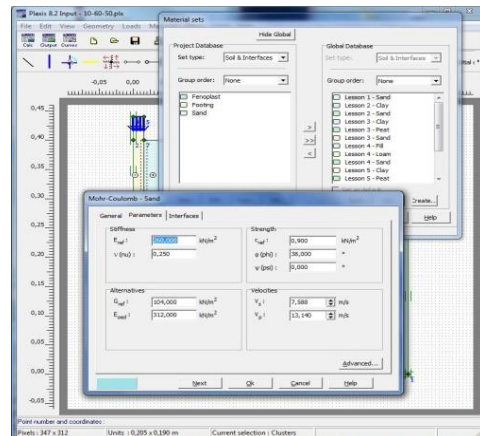 Plaxis 8.2 Input - 10-60-50.plx
File Edit View Geometry Loads
Calc Output Curves
-0,05 0,00
0,45
0,40
0,35
0,30
0,25
0,20
0,15
0,10
0,05
0,00
-0,05
Material sets
Hide Global
Project Database
Set type: Soil & Interfaces
Group order: None
Fenoplast
Footing
Sand
>
>>
<
Global Database
Set type: Soil & Interfaces
Group order: None
Lesson 1 - Sand
Lesson 2 - Clay
Lesson 2 - Sand
Lesson 3 - Clay
Lesson 3 - Peat
Lesson 3 - Sand
Lesson 4 - Fill
Lesson 4 - Loam
Lesson 4 - Sand
Lesson 5 - Clay
Lesson 5 - Peat
Create...
Help
Mohr-Coulomb - Sand
General Parameters Interfaces
Stiffness
E ref : 260,000 kN/m²
ν (nu) : 0,250
Strength
c ref : 0,900 kN/m²
φ (phi) : 38,000 °
ψ (psi) : 0,000 °
Alternatives
G ref : 104,000 kN/m²
E oed : 312,000 kN/m²
Velocities
V s : 7,588 m/s
V p : 13,140 m/s
Advanced...
Next Ok Cancel Help
Point number and coordinates :
Pixels : 347 x 312 Units : 0,205 x 0,190 m Current selection : Clusters